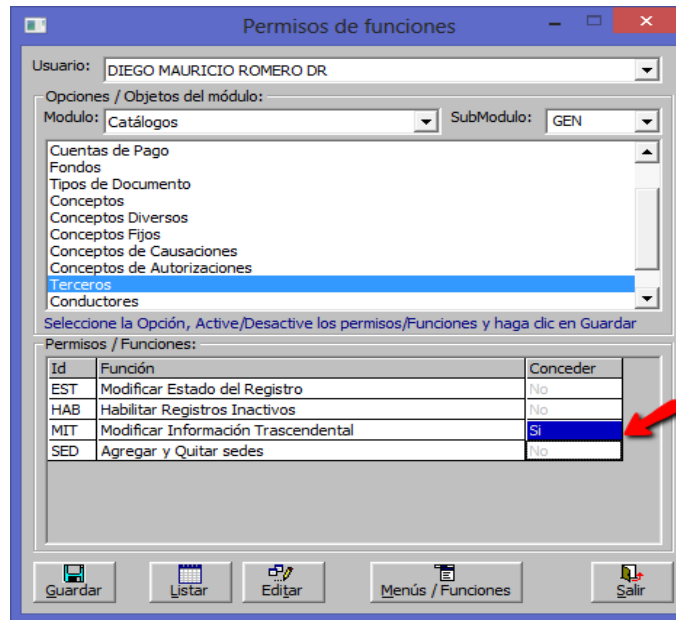 Permisos de funciones
Usuario: DIEGO MAURICIO ROMERO DR
Opciones / Objetos del módulo:
Modulo: Catálogos SubModulo: GEN
Cuentas de Pago
Fondos
Tipos de Documento
Conceptos
Conceptos Diversos
Conceptos Fijos
Conceptos de Causaciones
Conceptos de Autorizaciones
Terceros
Conductores
Seleccione la Opción, Active/Desactive los permisos/Funciones y haga clic en Guardar
Permisos / Funciones:
Id Función Conceder
EST Modificar Estado del Registro No
HAB Habilitar Registros Inactivos No
MIT Modificar Información Trascendental Si
SED Agregar y Quitar sedes No
Guardar Listar Editar Menús / Funciones Salir